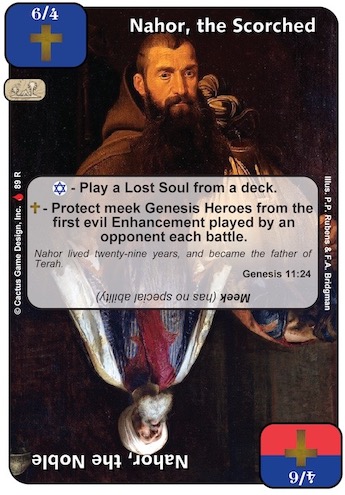 6/4
Nahor, the Scorched
✡ - Play a Lost Soul from a deck.
✝ - Protect meek Genesis Heroes from the
first evil Enhancement played by an
opponent each battle.
Nahor lived twenty-nine years, and became the father of
Terah.
Genesis 11:24
Meek (has no special ability)
© Cactus Game Design, Inc. 89 R
Illus. P.P. Rubens & F.A. Bridgman
Nahor, the Noble
4/6